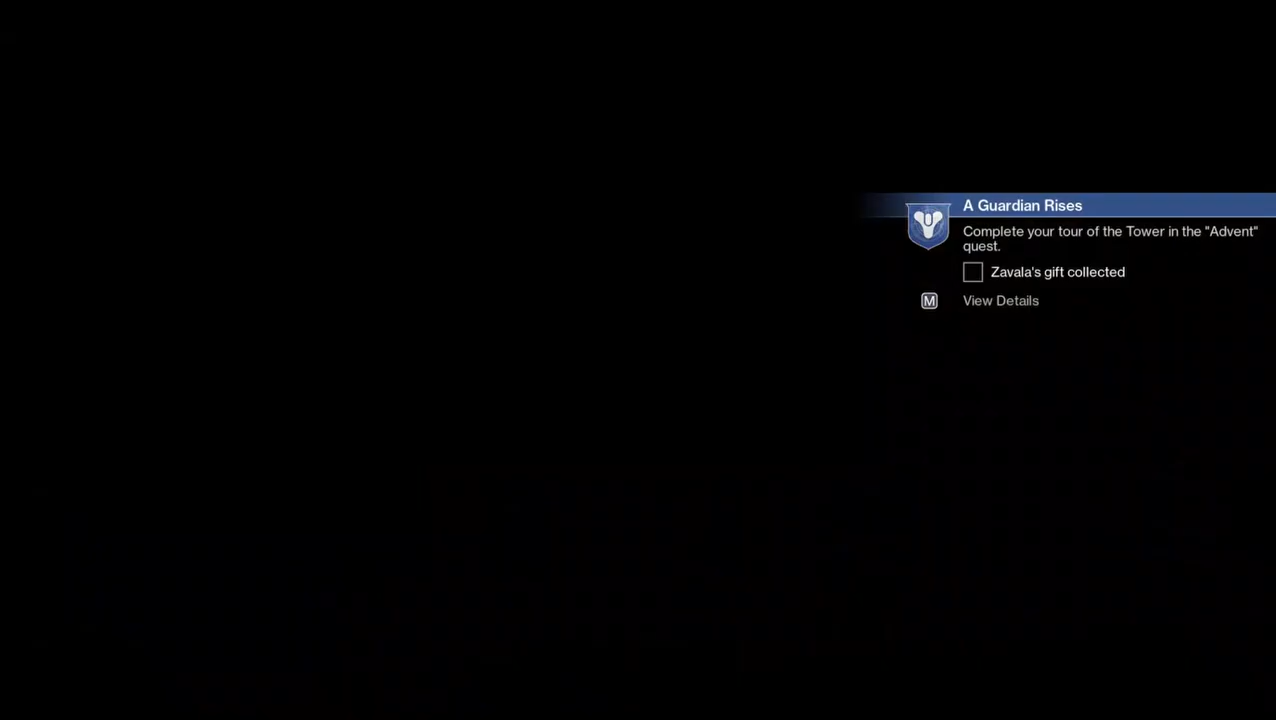 A Guardian Rises
Complete your tour of the Tower in the "Advent"
quest.
Zavala's gift collected
M View Details